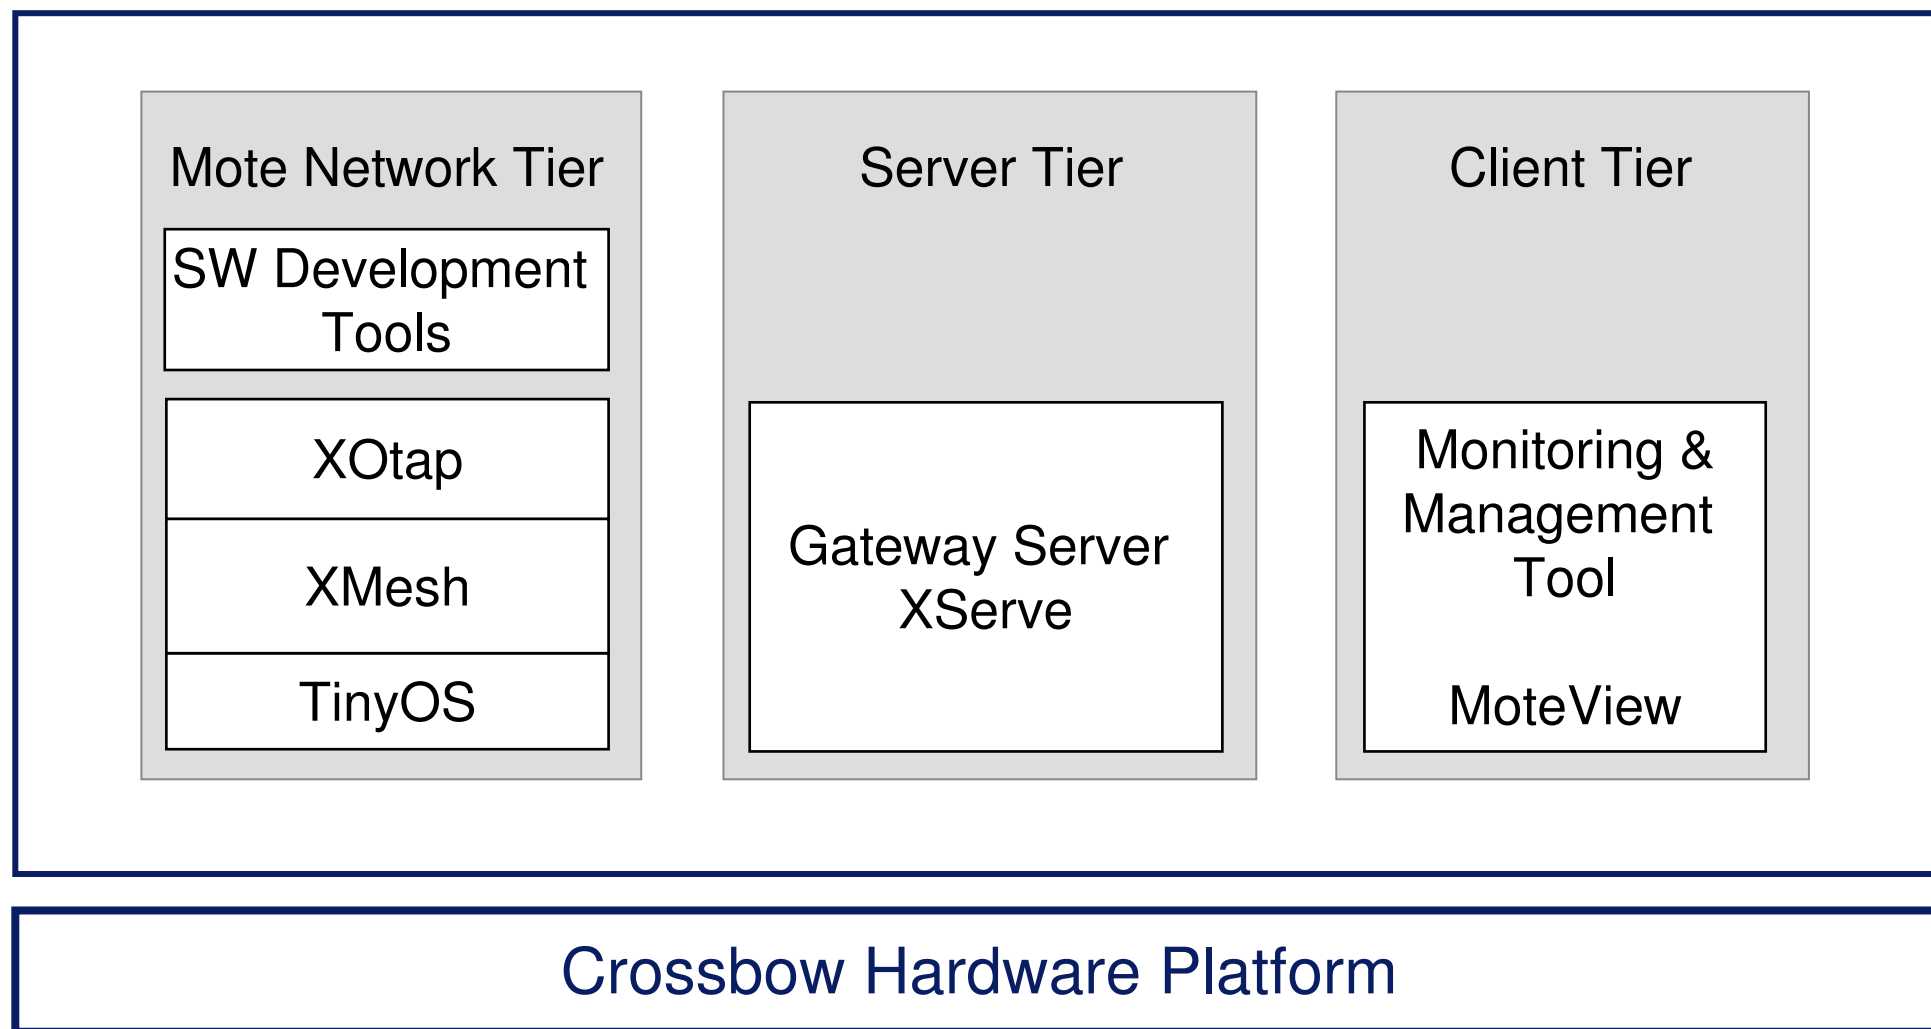 Mote Network Tier
SW Development
Tools
XOtap
XMesh
TinyOS
Server Tier
Gateway Server
XServe
Client Tier
Monitoring &
Management
Tool
MoteView
Crossbow Hardware Platform